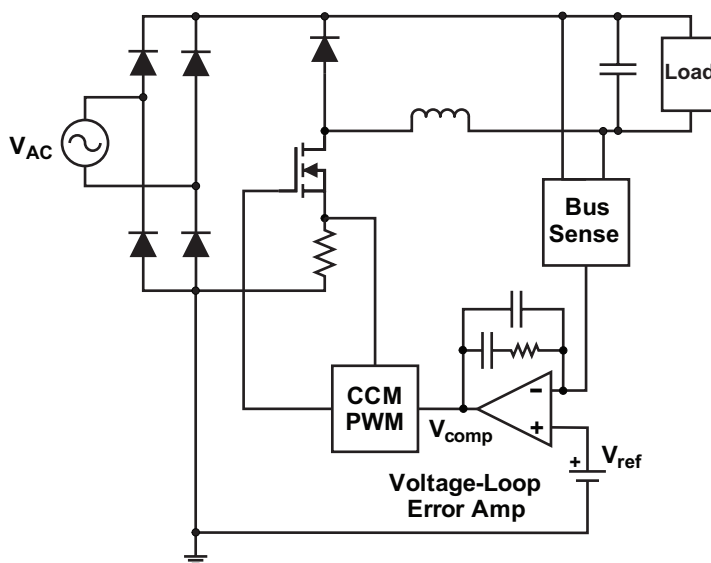 Load
V_AC
Bus
Sense
CCM
PWM
V_comp
-
+
+
V_ref
Voltage-Loop
Error Amp